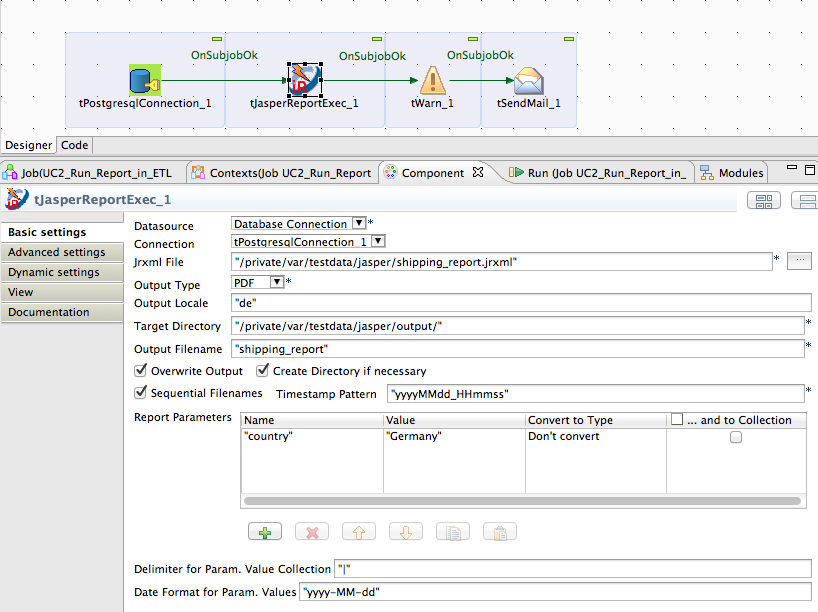 OnSubjobOk OnSubjobOk OnSubjobOk
tPostgresqlConnection_1 tJasperReportExec_1 tWarn_1 tSendMail_1
Designer Code
Job(UC2_Run_Report_in_ETL Contexts(Job UC2_Run_Report Component Run (Job UC2_Run_Report_in_ Modules
tJasperReportExec_1
Basic settings
Advanced settings
Dynamic settings
View
Documentation
Datasource Database Connection *
Connection tPostgresqlConnection_1
Jrxml File "/private/var/testdata/jasper/shipping_report.jrxml" * ...
Output Type PDF *
Output Locale "de"
Target Directory "/private/var/testdata/jasper/output/" *
Output Filename "shipping_report" *
Overwrite Output Create Directory if necessary
Sequential Filenames Timestamp Pattern "yyyyMMdd_HHmmss" *
Report Parameters Name Value Convert to Type ... and to Collection
"country" "Germany" Don't convert
Delimiter for Param. Value Collection "|"
Date Format for Param. Values "yyyy-MM-dd"